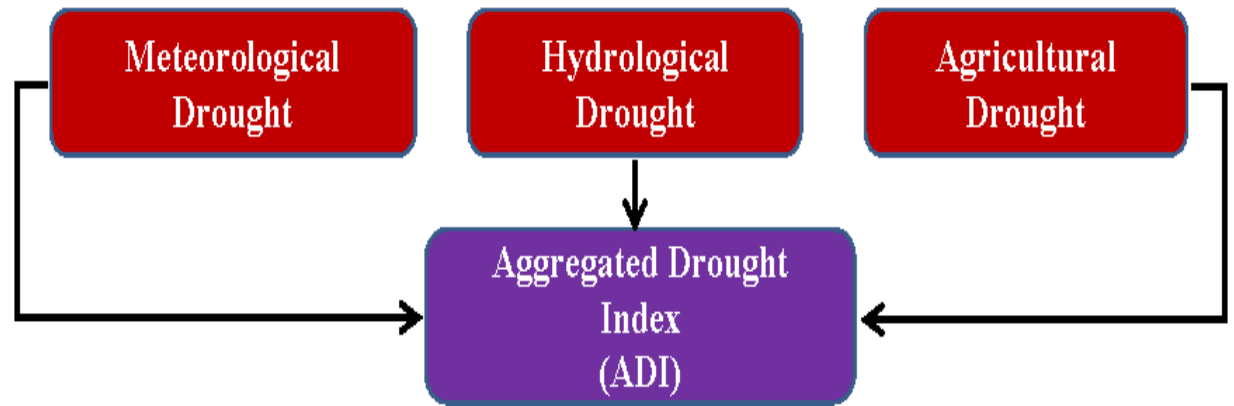 Meteorological
Drought
Hydrological
Drought
Agricultural
Drought
Aggregated Drought
Index
(ADI)